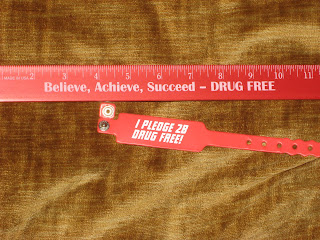 2 3 4 5 6 7 8 9 10 11
Believe, Achieve, Succeed – DRUG FREE
I PLEDGE 2B
DRUG FREE!